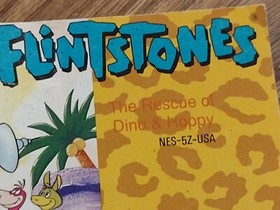 FLINTSTONES
The Rescue of
Dino & Hoppy
NES-5Z-USA